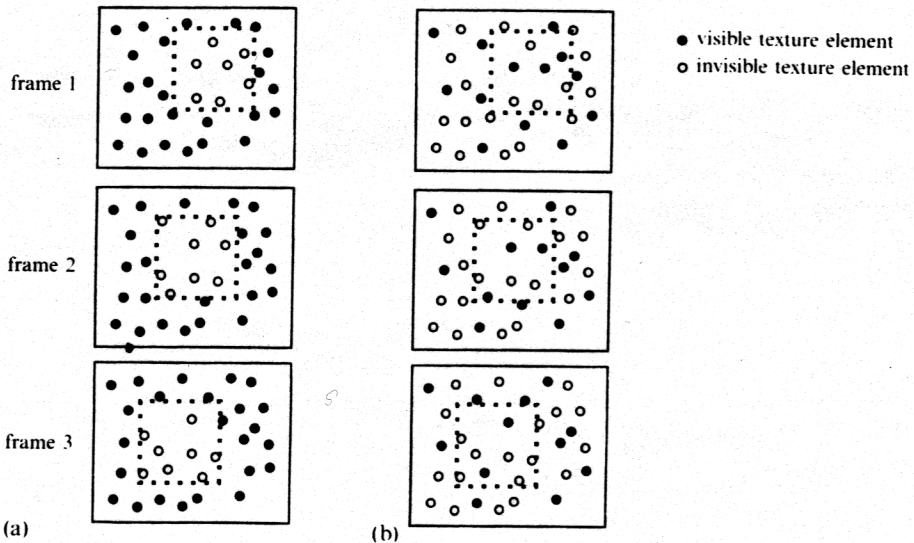 visible texture element
invisible texture element
frame 1
frame 2
frame 3
(a)
(b)